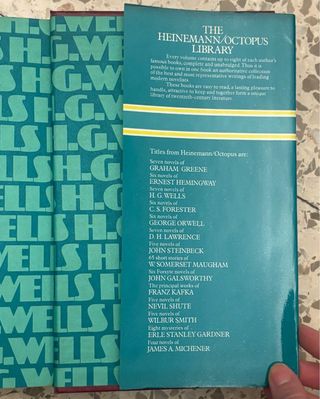 THE
HEINEMANN/OCTOPUS
LIBRARY
Every volume contains up to eight of each author's
famous books, complete and unabridged. Thus it is
possible to own in one book an authoritative collection
of the best and most representative writings of leading
modern novelists.
These books are easy to read, a lasting pleasure to
handle, attractive to keep and together form a unique
library of twentieth-century literature.
Titles from Heinemann/Octopus are:
Seven novels of
GRAHAM GREENE
Six novels of
ERNEST HEMINGWAY
Seven novels of
H. G. WELLS
Six novels of
C. S. FORESTER
Six novels of
GEORGE ORWELL
Seven novels of
D. H. LAWRENCE
Five novels of
JOHN STEINBECK
65 short stories of
W. SOMERSET MAUGHAM
Six Forsyte novels of
JOHN GALSWORTHY
The principal works of
FRANZ KAFKA
Five novels of
NEVIL SHUTE
Five novels of
WILBUR SMITH
Eight mysteries of
ERLE STANLEY GARDNER
Four novels of
JAMES A. MICHENER